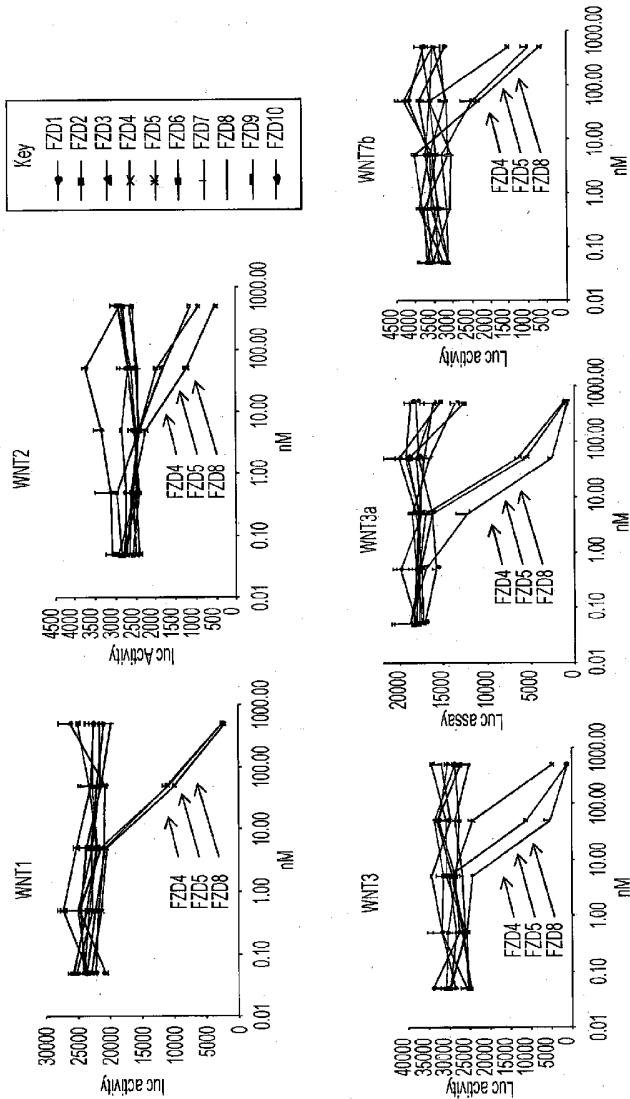 WNT1
luc activity
30000
25000
20000
15000
10000
5000
0
0.01
0.10
1.00
10.00
100.00
1000.00
nM
FZD4
FZD5
FZD8
WNT2
luc Activity
4500
4000
3500
3000
2500
2000
1500
1000
500
0
0.01
0.10
1.00
10.00
100.00
1000.00
nM
FZD4
FZD5
FZD8
Key
FZD1
FZD2
FZD3
FZD4
FZD5
FZD6
FZD7
FZD8
FZD9
FZD10
WNT3
Luc activity
40000
35000
30000
25000
20000
15000
10000
5000
0
0.01
0.10
1.00
10.00
100.00
1000.00
nM
FZD4
FZD5
FZD8
WNT3a
Luc assay
20000
15000
10000
5000
0
0.01
0.10
1.00
10.00
100.00
1000.00
nM
FZD4
FZD5
FZD8
WNT7b
Luc activity
4500
4000
3500
3000
2500
2000
1500
1000
500
0
0.01
0.10
1.00
10.00
100.00
1000.00
nM
FZD4
FZD5
FZD8